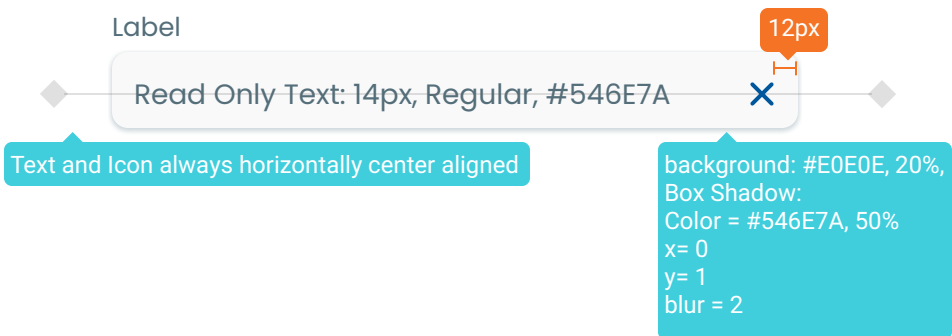 Label
12px
Read Only Text: 14px, Regular, #546E7A
Text and Icon always horizontally center aligned
background: #E0E0E, 20%,
Box Shadow:
Color = #546E7A, 50%
x= 0
y= 1
blur = 2